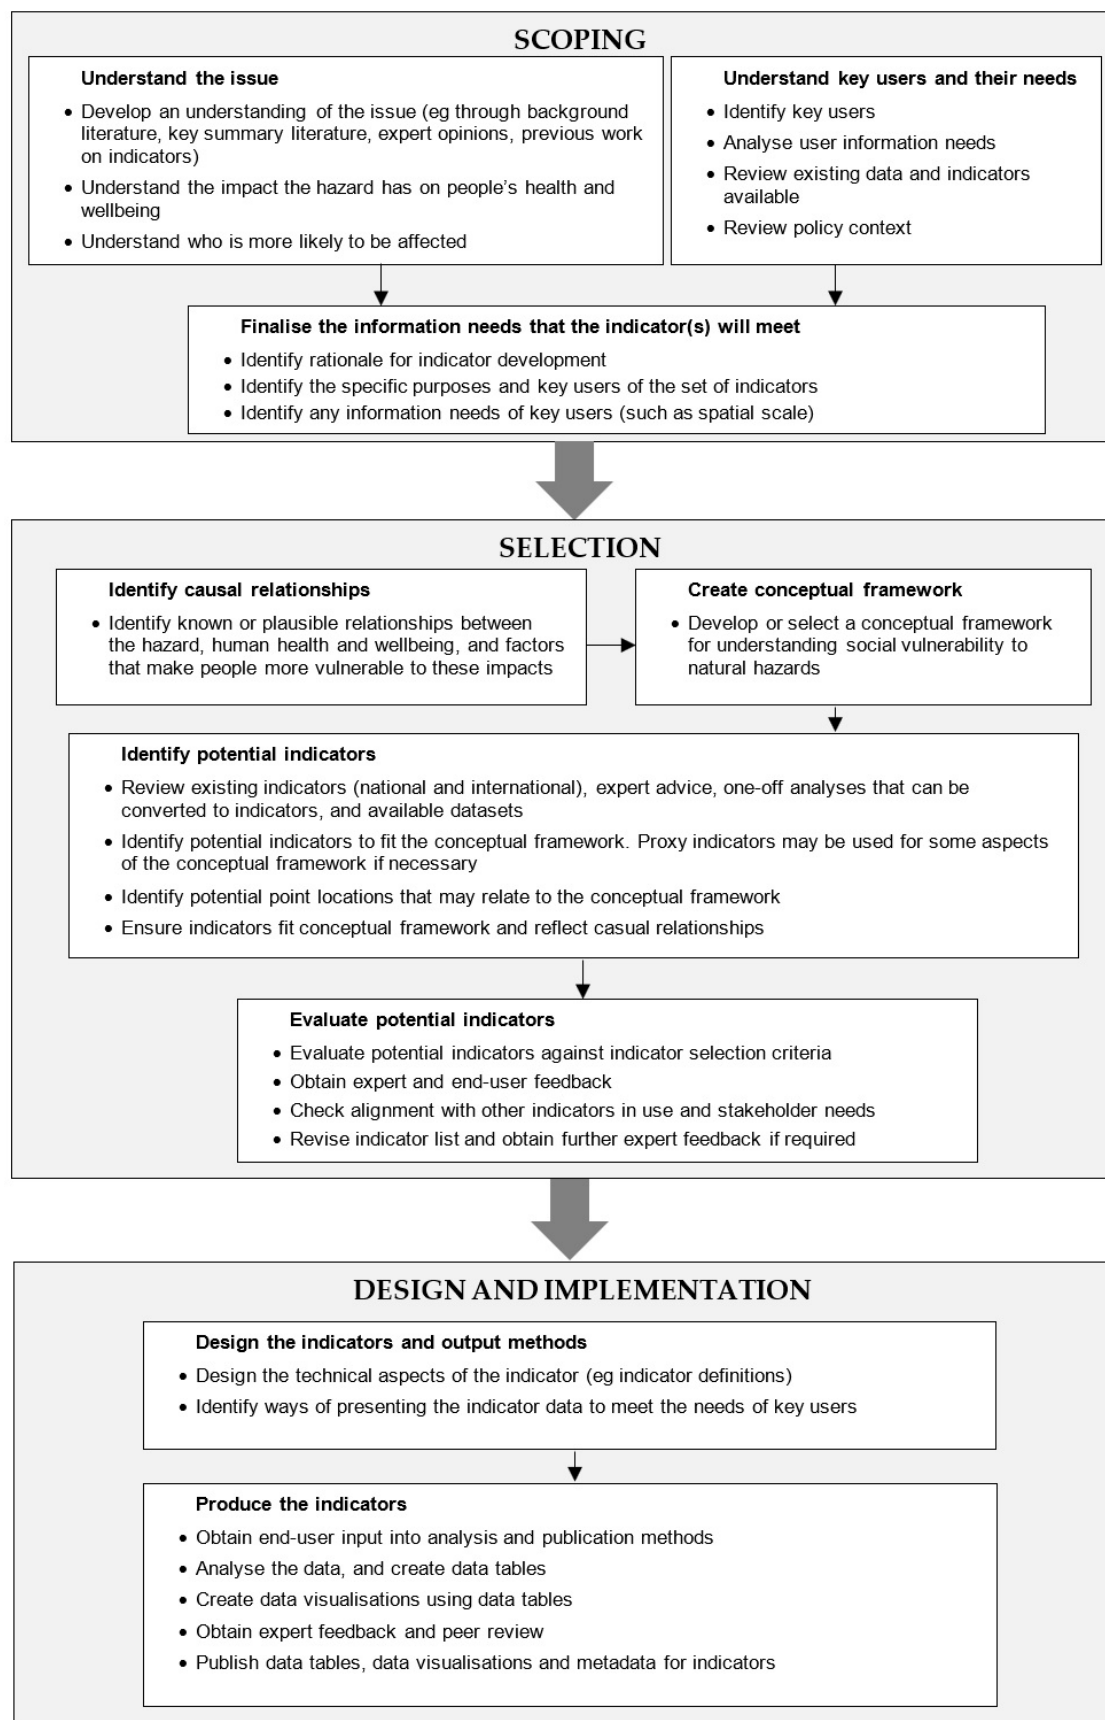 SCOPING
Understand the issue
• Develop an understanding of the issue (eg through background
literature, key summary literature, expert opinions, previous work
on indicators)
• Understand the impact the hazard has on people's health and
wellbeing
• Understand who is more likely to be affected
Understand key users and their needs
• Identify key users
• Analyse user information needs
• Review existing data and indicators
available
• Review policy context
Finalise the information needs that the indicator(s) will meet
• Identify rationale for indicator development
• Identify the specific purposes and key users of the set of indicators
• Identify any information needs of key users (such as spatial scale)
SELECTION
Identify causal relationships
• Identify known or plausible relationships between
the hazard, human health and wellbeing, and factors
that make people more vulnerable to these impacts
Create conceptual framework
• Develop or select a conceptual framework
for understanding social vulnerability to
natural hazards
Identify potential indicators
• Review existing indicators (national and international), expert advice, one-off analyses that can be
converted to indicators, and available datasets
• Identify potential indicators to fit the conceptual framework. Proxy indicators may be used for some aspects
of the conceptual framework if necessary
• Identify potential point locations that may relate to the conceptual framework
• Ensure indicators fit conceptual framework and reflect casual relationships
Evaluate potential indicators
• Evaluate potential indicators against indicator selection criteria
• Obtain expert and end-user feedback
• Check alignment with other indicators in use and stakeholder needs
• Revise indicator list and obtain further expert feedback if required
DESIGN AND IMPLEMENTATION
Design the indicators and output methods
• Design the technical aspects of the indicator (eg indicator definitions)
• Identify ways of presenting the indicator data to meet the needs of key users
Produce the indicators
• Obtain end-user input into analysis and publication methods
• Analyse the data, and create data tables
• Create data visualisations using data tables
• Obtain expert feedback and peer review
• Publish data tables, data visualisations and metadata for indicators